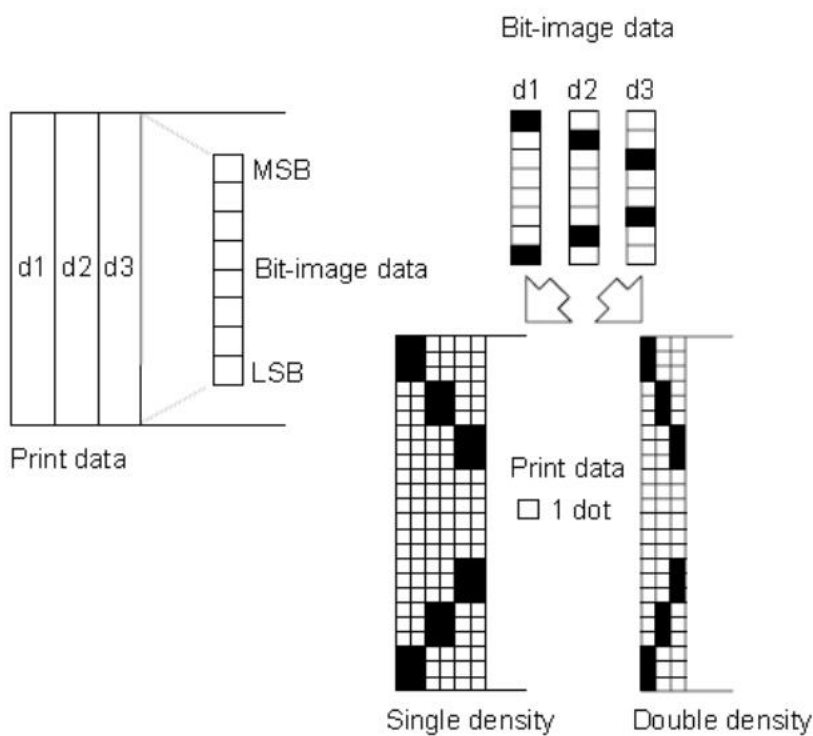 Bit-image data
d1 d2 d3
MSB
d1 d2 d3
Bit-image data
LSB
Print data
Print data
1 dot
Single density
Double density